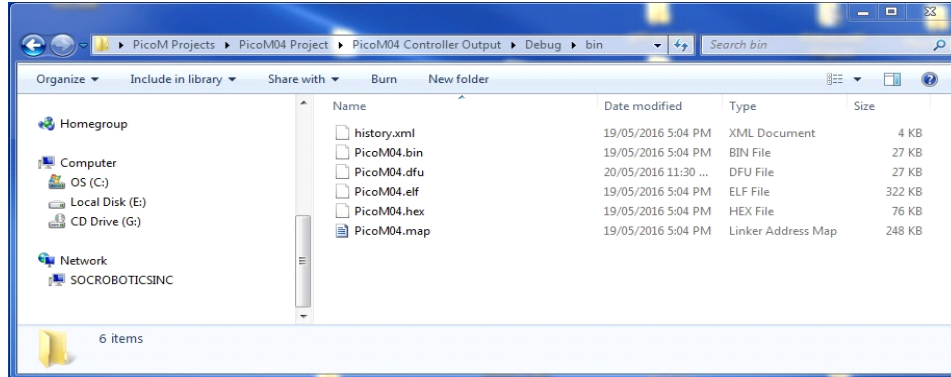 PicoM Projects PicoM04 Project PicoM04 Controller Output Debug bin Search bin
Organize Include in library Share with Burn New folder
Name Date modified Type Size
Homegroup
Computer
OS (C:)
Local Disk (E:)
CD Drive (G:)
Network
SOCROBOTICSINC
history.xml 19/05/2016 5:04 PM XML Document 4 KB
PicoM04.bin 19/05/2016 5:04 PM BIN File 27 KB
PicoM04.dfu 20/05/2016 11:30 ... DFU File 27 KB
PicoM04.elf 19/05/2016 5:04 PM ELF File 322 KB
PicoM04.hex 19/05/2016 5:04 PM HEX File 76 KB
PicoM04.map 19/05/2016 5:04 PM Linker Address Map 248 KB
6 items